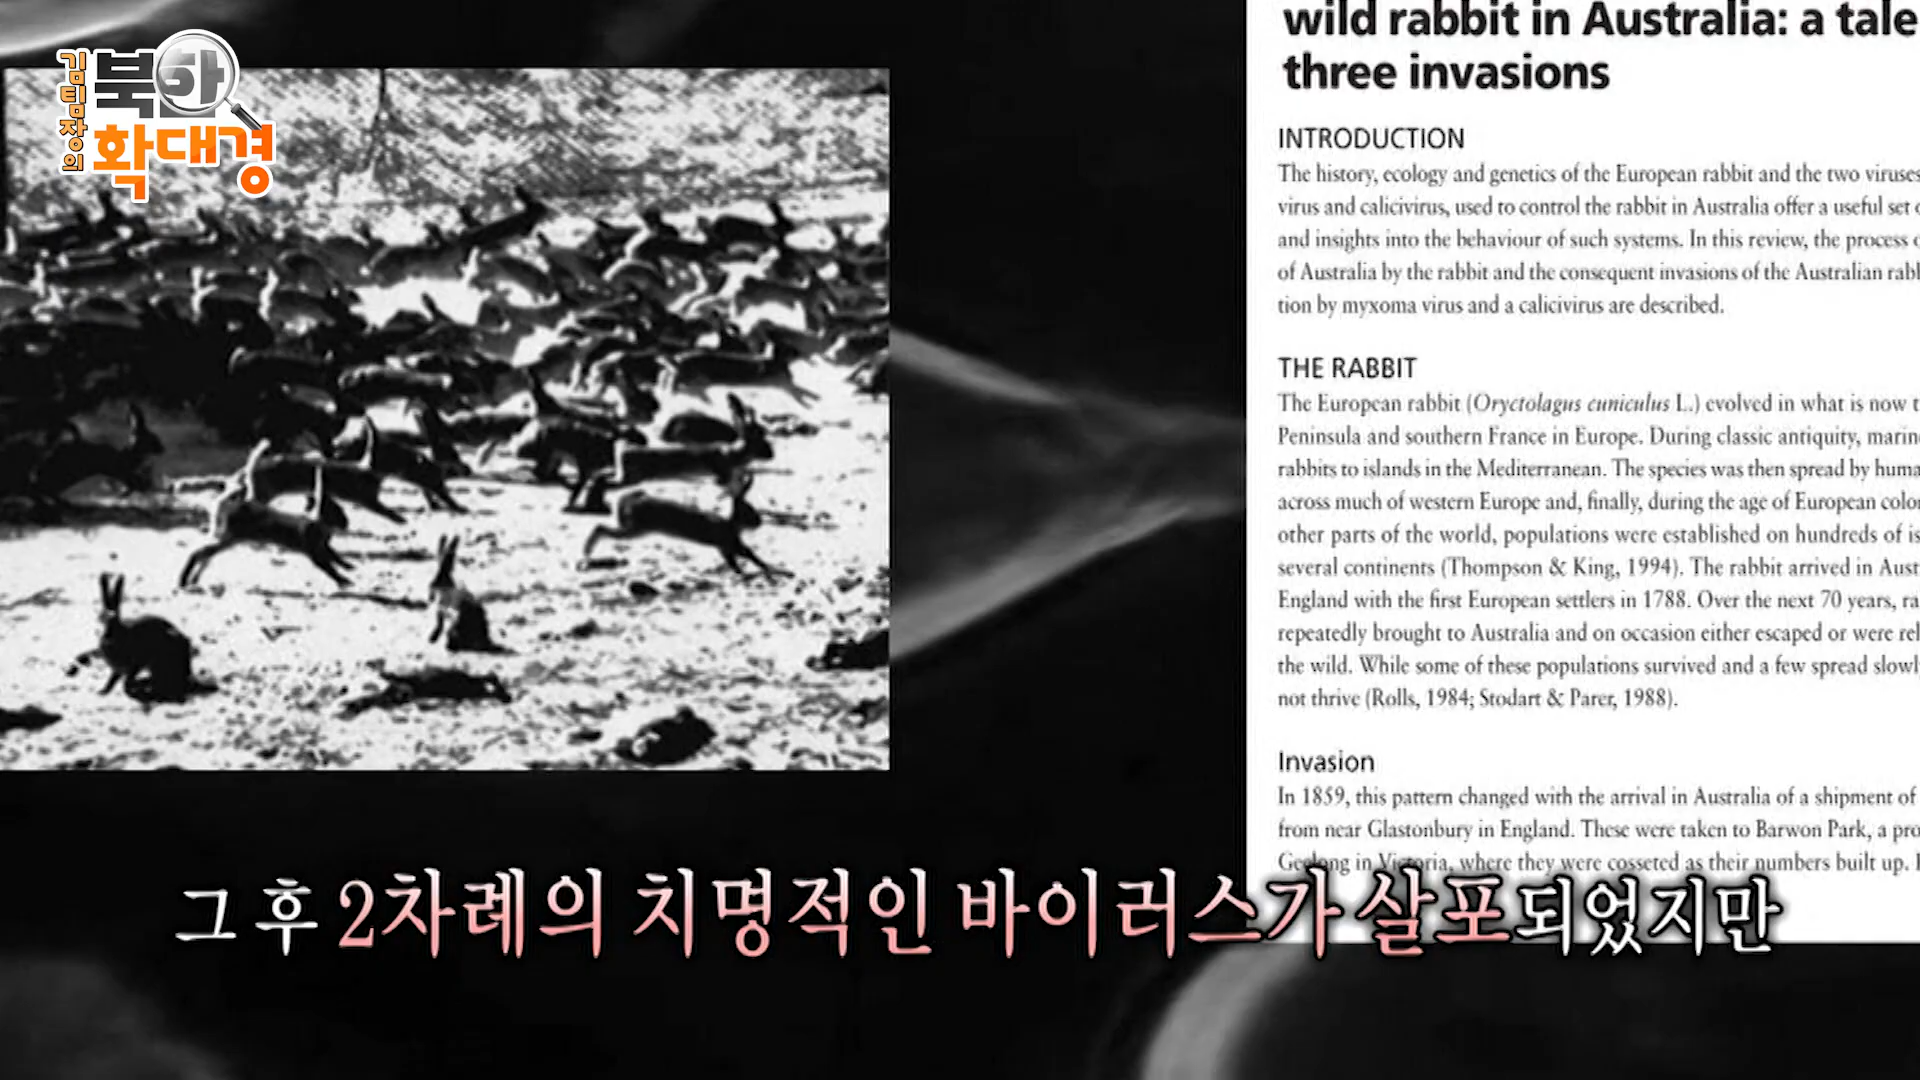 김팀장의
북한
확대경
wild rabbit in Australia: a tale
three invasions
INTRODUCTION
The history, ecology and genetics of the European rabbit and the two viruses
virus and calicivirus, used to control the rabbit in Australia offer a useful set
and insights into the behaviour of such systems. In this review, the process
of Australia by the rabbit and the consequent invasions of the Australian
tion by myxoma virus and a calicivirus are described.
THE RABBIT
The European rabbit (Oryctolagus cuniculus L.) evolved in what is now
Peninsula and southern France in Europe. During classic antiquity,
rabbits to islands in the Mediterranean. The species was then spread by
across much of western Europe and, finally, during the age of European
other parts of the world, populations were established on hundreds of
several continents (Thompson & King, 1994). The rabbit arrived in
England with the first European settlers in 1788. Over the next 70 years,
repeatedly brought to Australia and on occasion either escaped or were
the wild. While some of these populations survived and a few spread
not thrive (Rolls, 1984; Stodart & Parer, 1988).
Invasion
In 1859, this pattern changed with the arrival in Australia of a shipment of
from near Glastonbury in England. These were taken to Barwon Park, a
Geelong in Victoria, where they were cosseted as their numbers built up.
그 후 2차례의 치명적인 바이러스가 살포되었지만